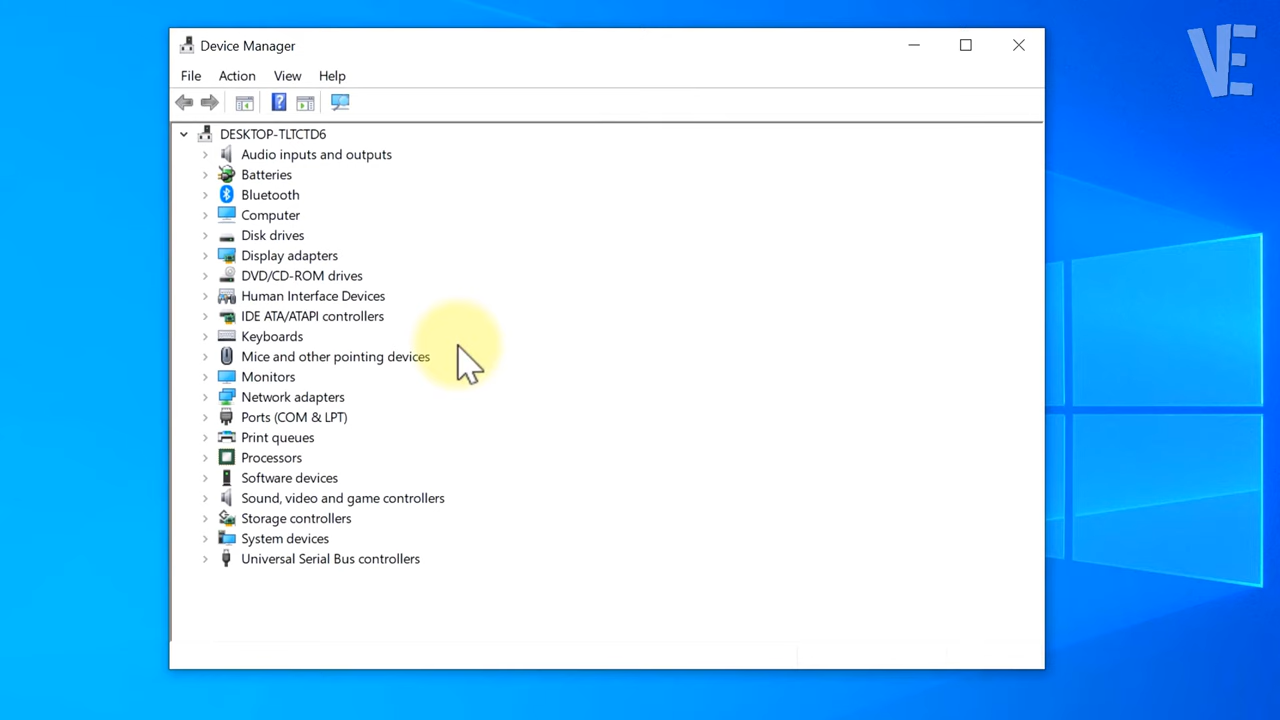 VE
Device Manager
File Action View Help
?
DESKTOP-TLTCTD6
Audio inputs and outputs
Batteries
Bluetooth
Computer
Disk drives
Display adapters
DVD/CD-ROM drives
Human Interface Devices
IDE ATA/ATAPI controllers
Keyboards
Mice and other pointing devices
Monitors
Network adapters
Ports (COM & LPT)
Print queues
Processors
Software devices
Sound, video and game controllers
Storage controllers
System devices
Universal Serial Bus controllers